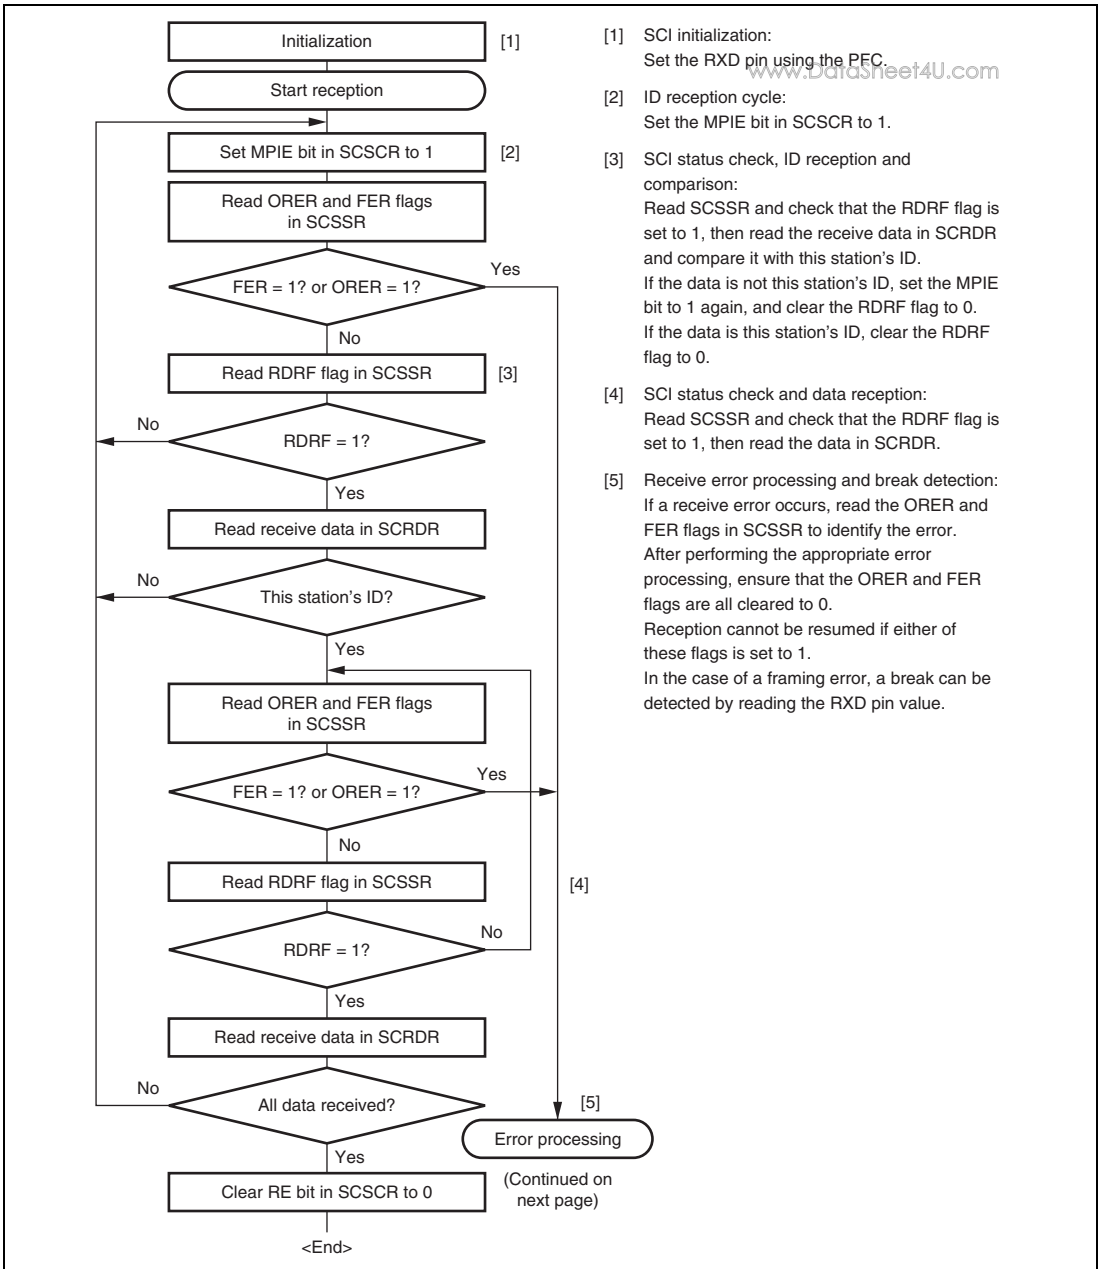 Initialization
[1]
Start reception
Set MPIE bit in SCSCR to 1
[2]
Read ORER and FER flags
in SCSSR
FER = 1? or ORER = 1?
Yes
No
Read RDRF flag in SCSSR
[3]
RDRF = 1?
No
Yes
Read receive data in SCRDR
This station's ID?
No
Yes
Read ORER and FER flags
in SCSSR
FER = 1? or ORER = 1?
Yes
No
Read RDRF flag in SCSSR
[4]
RDRF = 1?
No
Yes
Read receive data in SCRDR
All data received?
No
[5]
Error processing
(Continued on
next page)
Yes
Clear RE bit in SCSCR to 0
<End>
[1] SCI initialization:
Set the RXD pin using the PFC.
www.DataSheet4U.com
[2] ID reception cycle:
Set the MPIE bit in SCSCR to 1.
[3] SCI status check, ID reception and
comparison:
Read SCSSR and check that the RDRF flag is
set to 1, then read the receive data in SCRDR
and compare it with this station's ID.
If the data is not this station's ID, set the MPIE
bit to 1 again, and clear the RDRF flag to 0.
If the data is this station's ID, clear the RDRF
flag to 0.
[4] SCI status check and data reception:
Read SCSSR and check that the RDRF flag is
set to 1, then read the data in SCRDR.
[5] Receive error processing and break detection:
If a receive error occurs, read the ORER and
FER flags in SCSSR to identify the error.
After performing the appropriate error
processing, ensure that the ORER and FER
flags are all cleared to 0.
Reception cannot be resumed if either of
these flags is set to 1.
In the case of a framing error, a break can be
detected by reading the RXD pin value.